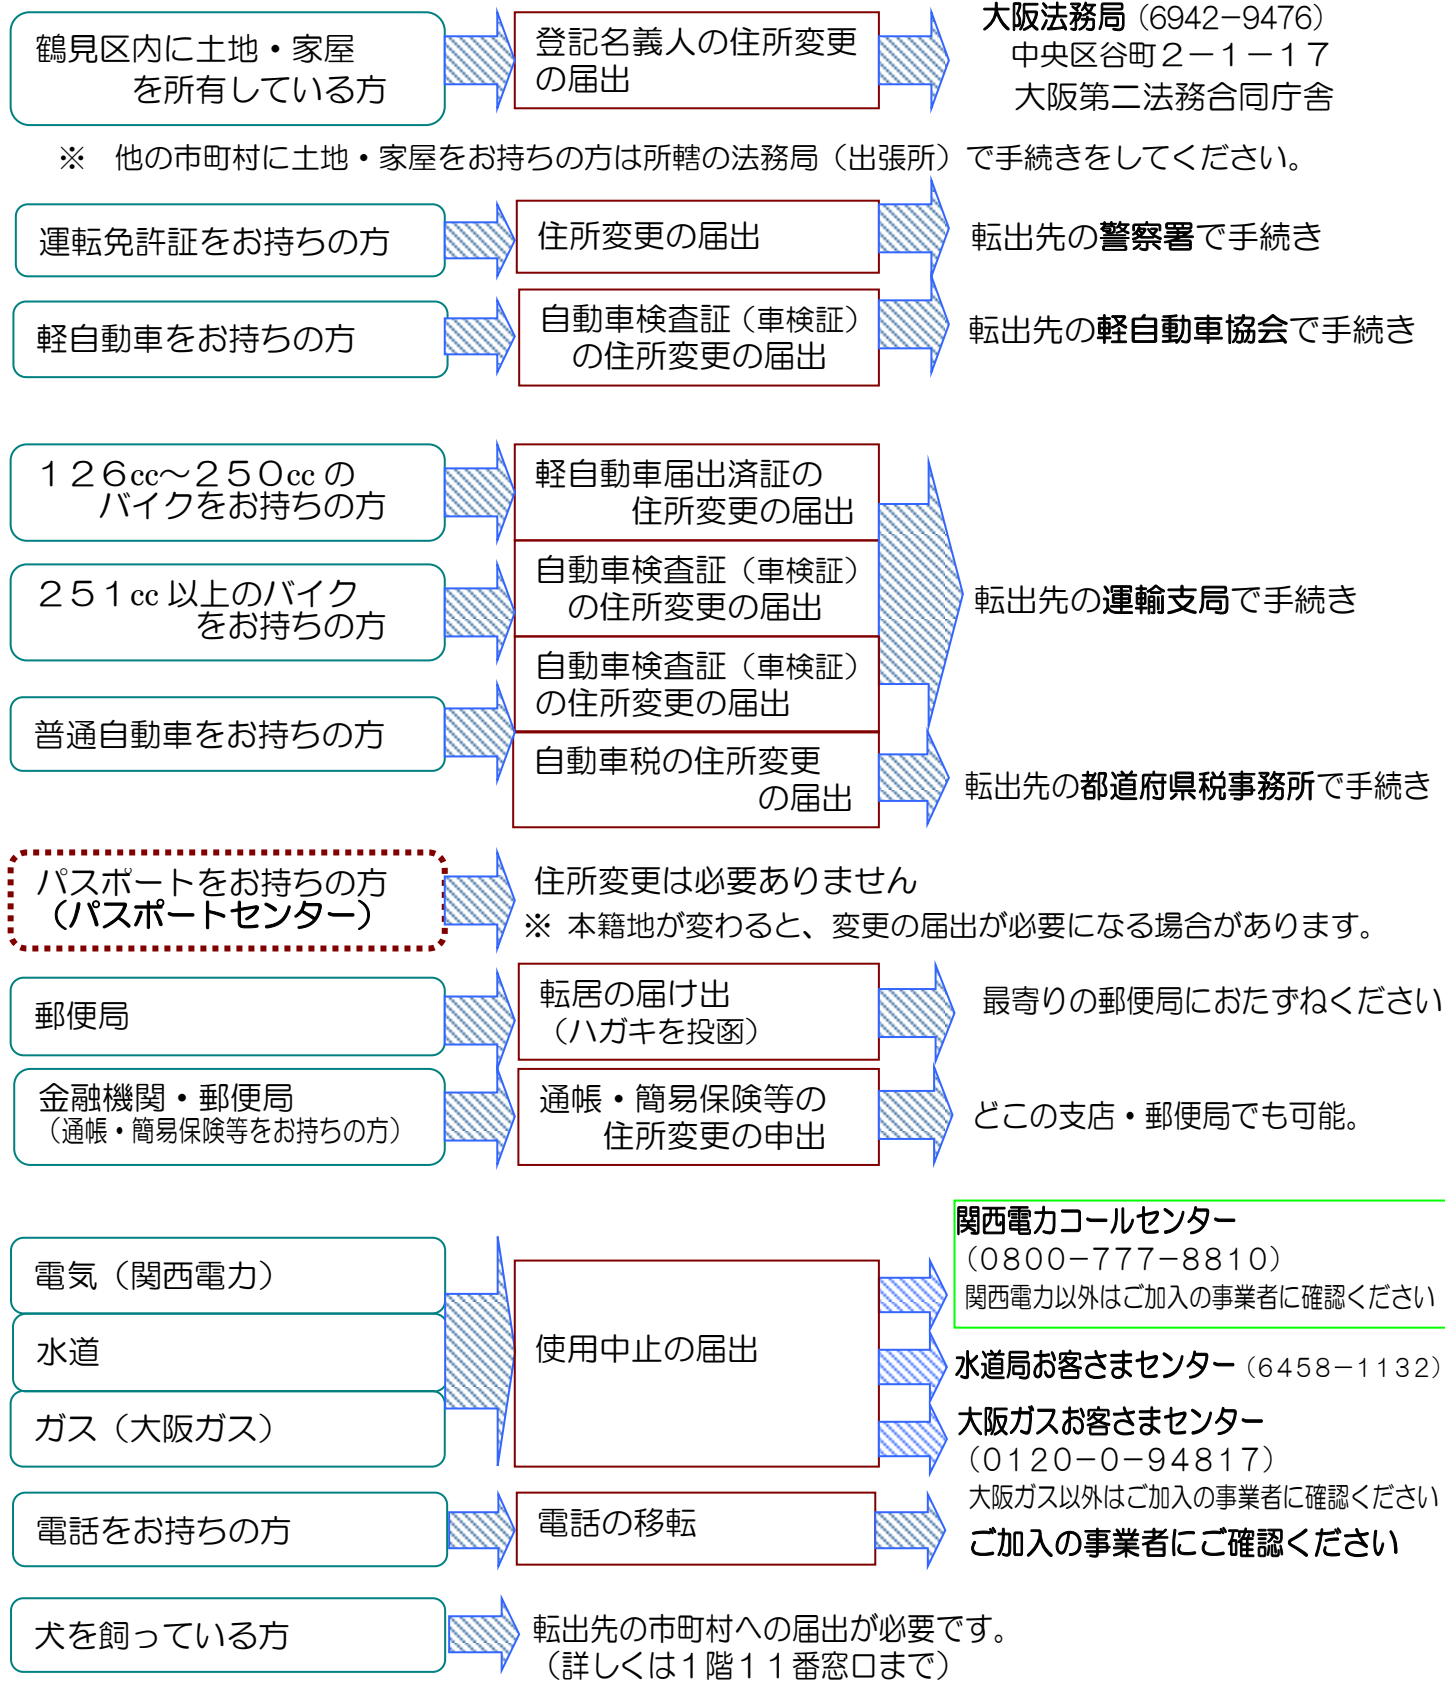 鶴見区内に土地・家屋
を所有している方
登記名義人の住所変更
の届出
大阪法務局（6942−9476）
中央区谷町２−１−１７
大阪第二法務合同庁舎
※　他の市町村に土地・家屋をお持ちの方は所轄の法務局（出張所）で手続きをしてください。
運転免許証をお持ちの方
住所変更の届出
転出先の警察署で手続き
軽自動車をお持ちの方
自動車検査証（車検証）
の住所変更の届出
転出先の軽自動車協会で手続き
１２６cc～２５０cc の
バイクをお持ちの方
軽自動車届出済証の
住所変更の届出
２５１cc 以上のバイク
をお持ちの方
自動車検査証（車検証）
の住所変更の届出
転出先の運輸支局で手続き
普通自動車をお持ちの方
自動車検査証（車検証）
の住所変更の届出
自動車税の住所変更
の届出
転出先の都道府県税事務所で手続き
パスポートをお持ちの方
（パスポートセンター）
住所変更は必要ありません
※ 本籍地が変わると、変更の届出が必要になる場合があります。
郵便局
転居の届け出
（ハガキを投函）
最寄りの郵便局におたずねください
金融機関・郵便局
（通帳・簡易保険等をお持ちの方）
通帳・簡易保険等の
住所変更の申出
どこの支店・郵便局でも可能。
電気（関西電力）
水道
ガス（大阪ガス）
使用中止の届出
関西電力コールセンター
（0800−777−8810）
関西電力以外はご加入の事業者に確認ください
水道局お客さまセンター（6458−1132）
大阪ガスお客さまセンター
（0120−0−94817）
大阪ガス以外はご加入の事業者に確認ください
電話をお持ちの方
電話の移転
ご加入の事業者にご確認ください
犬を飼っている方
転出先の市町村への届出が必要です。
（詳しくは１階１１番窓口まで）